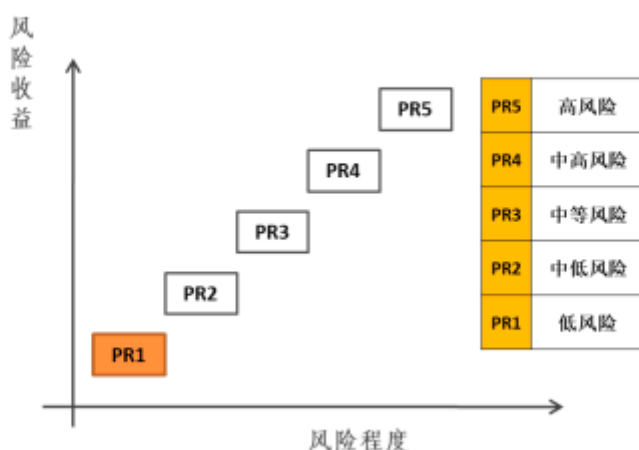 风险收益
PR5
PR4
PR3
PR2
PR1
风险程度
PR5 高风险
PR4 中高风险
PR3 中等风险
PR2 中低风险
PR1 低风险